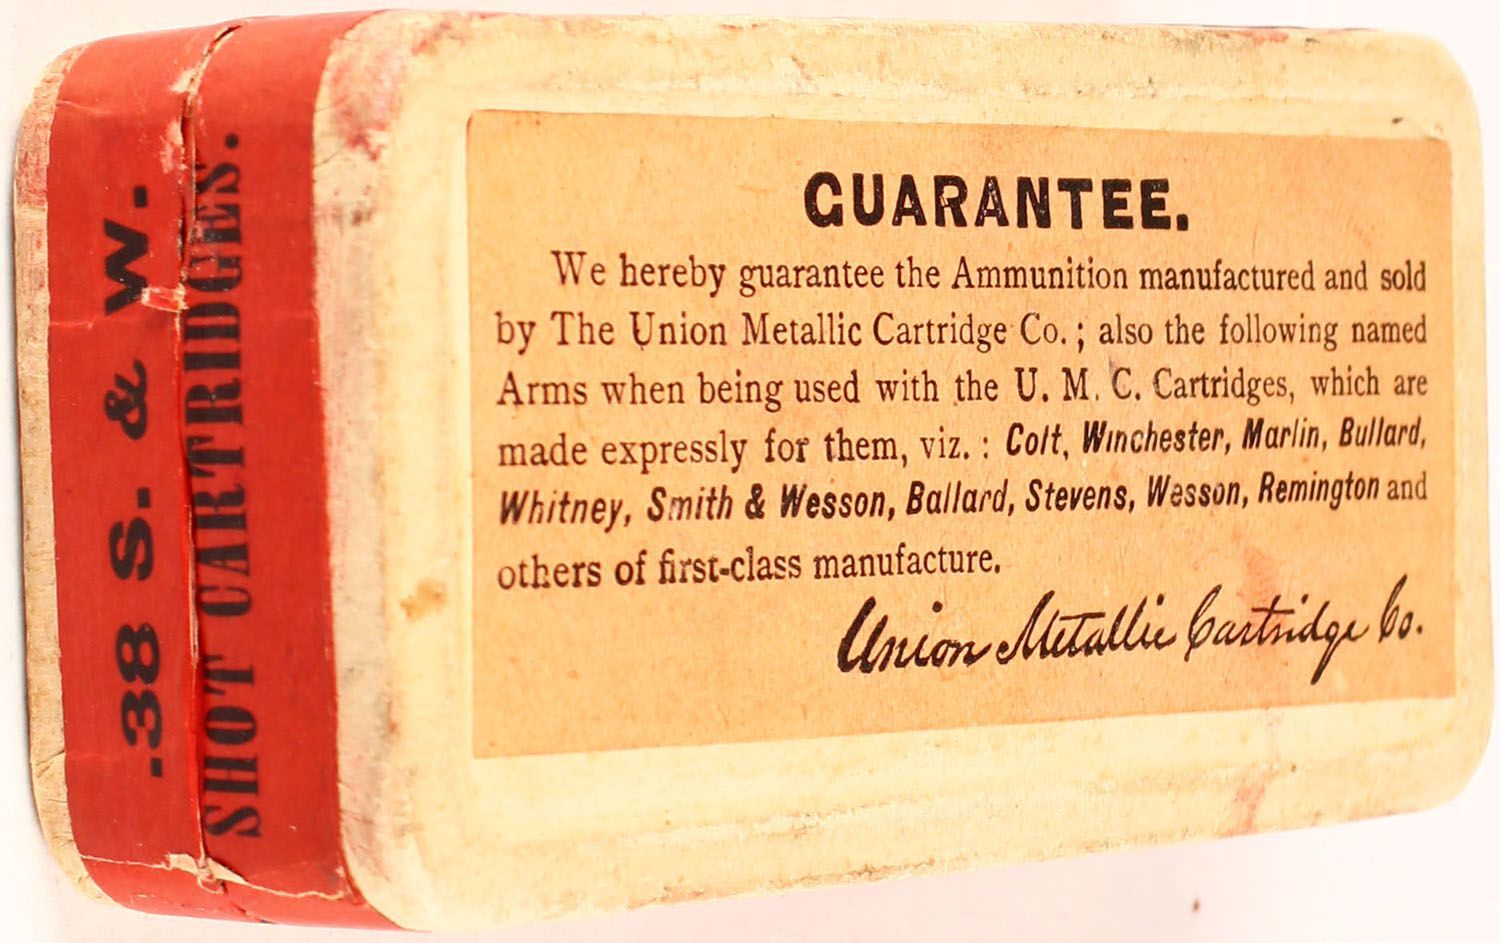 .38 S. & W.
SHOT CARTRIDGES.
GUARANTEE.
We hereby guarantee the Ammunition manufactured and sold
by The Union Metallic Cartridge Co.; also the following named
Arms when being used with the U. M. C. Cartridges, which are
made expressly for them, viz.: Colt, Winchester, Marlin, Bullard,
Whitney, Smith & Wesson, Ballard, Stevens, Wesson, Remington and
others of first-class manufacture.
Union Metallic Cartridge Co.